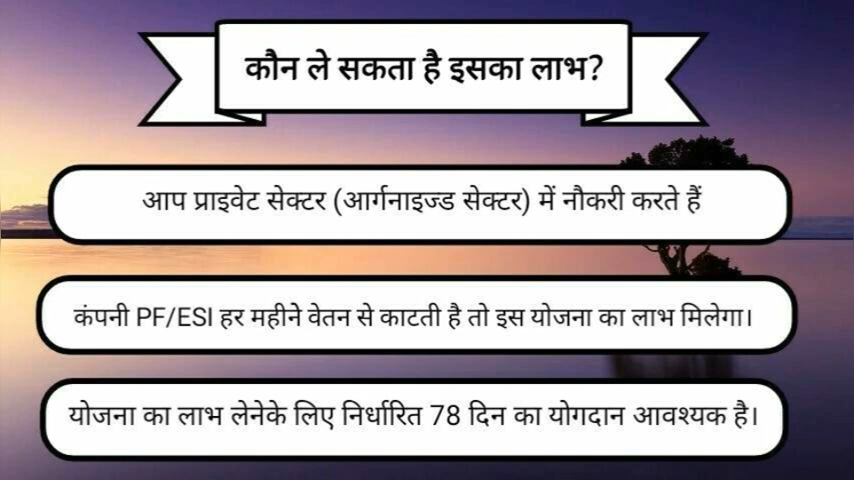 कौन ले सकता है इसका लाभ?
आप प्राइवेट सेक्टर (आर्गनाइज्ड सेक्टर) में नौकरी करते हैं
कंपनी PF/ESI हर महीने वेतन से काटती है तो इस योजना का लाभ मिलेगा।
योजना का लाभ लेनेके लिए निर्धारित 78 दिन का योगदान आवश्यक है।